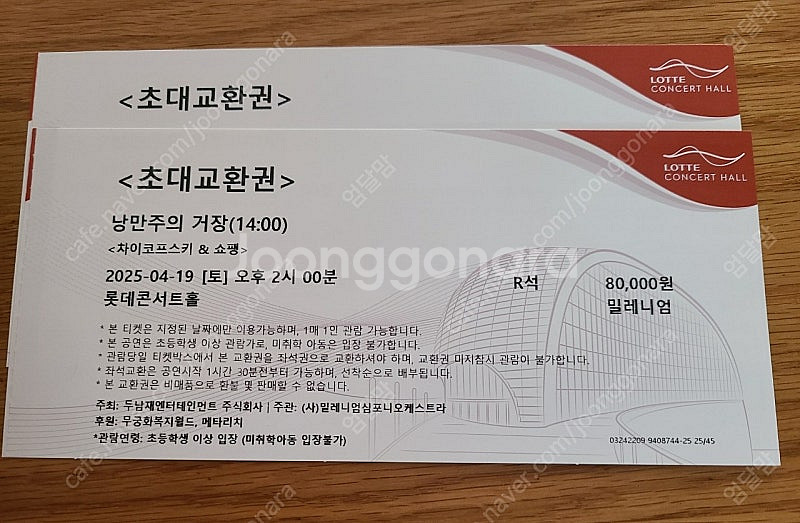 <초대교환권>
LOTTE
CONCERT HALL
<초대교환권>
LOTTE
CONCERT HALL
낭만주의 거장(14:00)
<차이코프스키 & 쇼팽>
2025-04-19 [토] 오후 2시 00분
R석
80,000원
롯데콘서트홀
밀레니엄
* 본 티켓은 지정된 날짜에만 이용가능하며, 1매 1인 관람 가능합니다.
* 본 공연은 초등학생 이상 관람가로, 미취학 아동은 입장 불가합니다.
* 관람당일 티켓박스에서 본 교환권을 좌석권으로 교환하셔야 하며, 교환권 미지참시 관람이 불가합니다.
* 좌석교환은 공연시작 1시간 30분전부터 가능하며, 선착순으로 배부됩니다.
* 본 교환권은 비매품으로 환불 및 판매할 수 없습니다.
주최: 두남재엔터테인먼트 주식회사 | 주관: (사)밀레니엄심포니오케스트라
후원: 무궁화복지월드, 메타리치
*관람연령: 초등학생 이상 입장 (미취학아동 입장불가)
03242209 9408744-25 25/45
Joonggonara
cafe.naver.com/joonggonara
염달맘